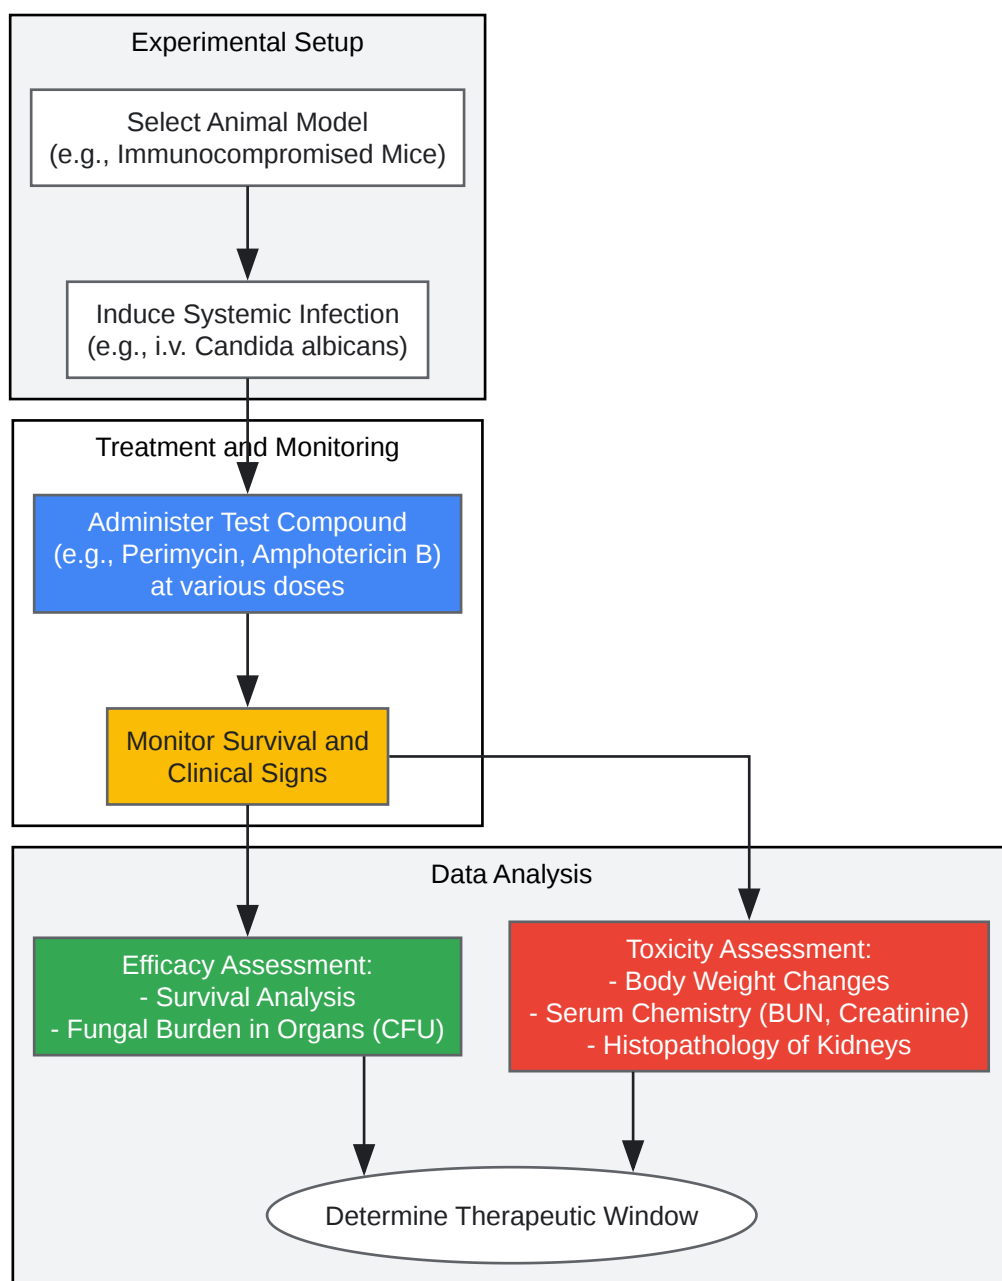 Experimental Setup
Select Animal Model
(e.g., Immunocompromised Mice)
Induce Systemic Infection
(e.g., i.v. Candida albicans)
Treatment and Monitoring
Administer Test Compound
(e.g., Perimycin, Amphotericin B)
at various doses
Monitor Survival and
Clinical Signs
Data Analysis
Efficacy Assessment:
- Survival Analysis
- Fungal Burden in Organs (CFU)
Toxicity Assessment:
- Body Weight Changes
- Serum Chemistry (BUN, Creatinine)
- Histopathology of Kidneys
Determine Therapeutic Window